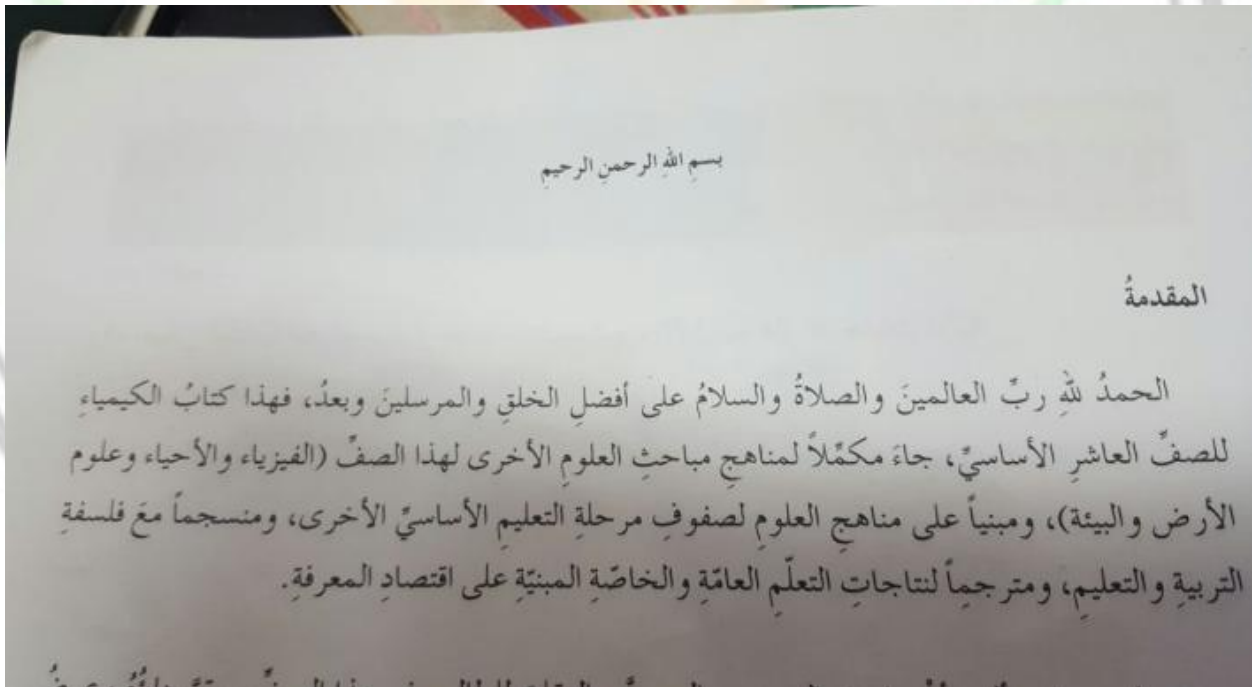 بسمِ اللهِ الرحمنِ الرحيمِ
المقدمةُ
الحمدُ للهِ ربِّ العالمينَ والصلاةُ والسلامُ على أفضلِ الخلقِ والمرسلينَ وبعدُ، فهذا كتابُ الكيمياءِ
للصفِّ العاشرِ الأساسيِّ، جاءَ مكمّلاً لمناهجِ مباحثِ العلومِ الأخرى لهذا الصفِّ (الفيزياء والأحياء وعلوم
الأرض والبيئة)، ومبنياً على مناهجِ العلومِ لصفوفِ مرحلةِ التعليمِ الأساسيِّ الأخرى، ومنسجماً معَ فلسفةِ
التربيةِ والتعليمِ، ومترجماً لنتاجاتِ التعلّمِ العامّةِ والخاصّةِ المبنيّةِ على اقتصادِ المعرفةِ.